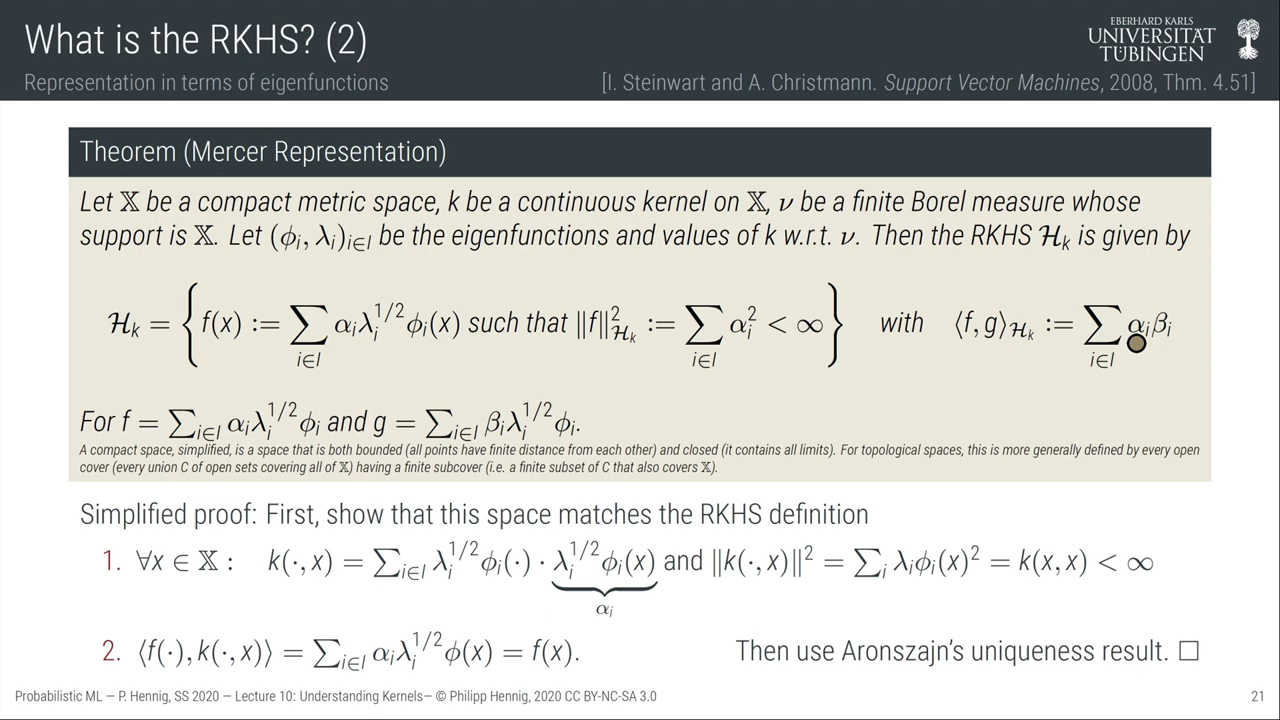 What is the RKHS? (2)
EBERHARD KARLS
UNIVERSITÄT
TÜBINGEN
Representation in terms of eigenfunctions
[I. Steinwart and A. Christmann. Support Vector Machines, 2008, Thm. 4.51]
Theorem (Mercer Representation)
Let 𝕏 be a compact metric space, k be a continuous kernel on 𝕏, ν be a finite Borel measure whose
support is 𝕏. Let (ϕᵢ, λᵢ)ᵢ∈I be the eigenfunctions and values of k w.r.t. ν. Then the RKHS ℋₖ is given by
ℋₖ = { f(x) := ∑_{i∈I} αᵢλᵢ^{1/2}ϕᵢ(x) such that ‖f‖²_{ℋₖ} := ∑_{i∈I} αᵢ² < ∞ } with ⟨f, g⟩_{ℋₖ} := ∑_{i∈I} αᵢβᵢ
For f = ∑_{i∈I} αᵢλᵢ^{1/2}ϕᵢ and g = ∑_{i∈I} βᵢλᵢ^{1/2}ϕᵢ.
A compact space, simplified, is a space that is both bounded (all points have finite distance from each other) and closed (it contains all limits). For topological spaces, this is more generally defined by every open
cover (every union C of open sets covering all of 𝕏) having a finite subcover (i.e. a finite subset of C that also covers 𝕏).
Simplified proof: First, show that this space matches the RKHS definition
1. ∀x ∈ 𝕏 : k(·, x) = ∑_{i∈I} λᵢ^{1/2}ϕᵢ(·) · λᵢ^{1/2}ϕᵢ(x) and ‖k(·, x)‖² = ∑ᵢ λᵢϕᵢ(x)² = k(x, x) < ∞
αᵢ
2. ⟨f(·), k(·, x)⟩ = ∑_{i∈I} αᵢλᵢ^{1/2}ϕ(x) = f(x). Then use Aronszajn's uniqueness result. □
Probabilistic ML — P. Hennig, SS 2020 — Lecture 10: Understanding Kernels— © Philipp Hennig, 2020 CC BY-NC-SA 3.0
21